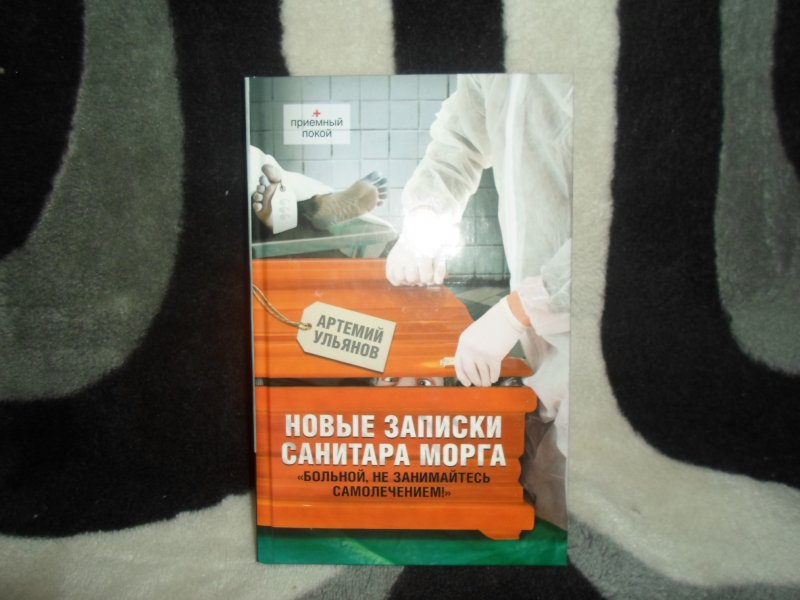 приемный
покой
АРТЕМИЙ
УЛЬЯНОВ
НОВЫЕ ЗАПИСКИ
САНИТАРА МОРГА
«БОЛЬНОЙ, НЕ ЗАНИМАЙТЕСЬ
САМОЛЕЧЕНИЕМ!»